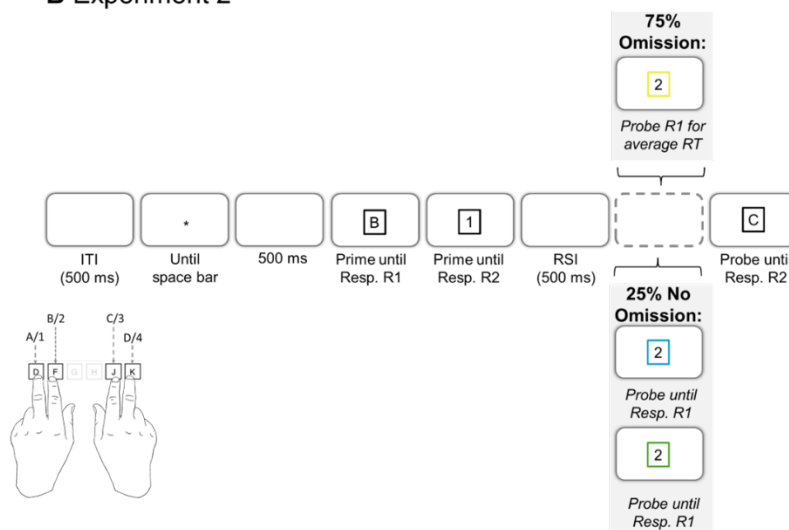 B Experiment 2
75%
Omission:
2
Probe R1 for
average RT
*
B
1
C
ITI
(500 ms)
Until
space bar
500 ms
Prime until
Resp. R1
Prime until
Resp. R2
RSI
(500 ms)
Probe until
Resp. R2
25% No
Omission:
2
Probe until
Resp. R1
2
Probe until
Resp. R1
B/2
C/3
A/1
D/4
D F G H J K